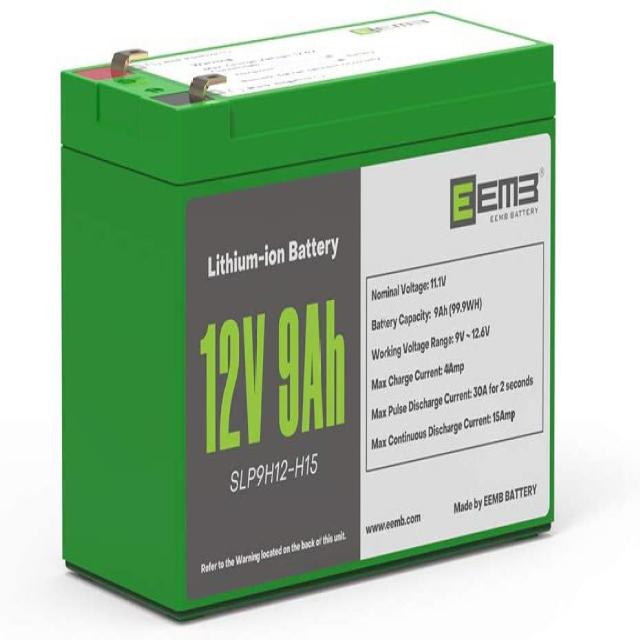 EEMB
EEMB BATTERY
Lithium-ion Battery
12V 9Ah
SLP9H12-H15
Refer to the Warning located on the back of this unit.
Nominal Voltage: 11.1V
Battery Capacity: 9Ah (99.9WH)
Working Voltage Range: 9V ~ 12.6V
Max Charge Current: 4Amp
Max Pulse Discharge Current: 30A for 2 seconds
Max Continuous Discharge Current: 15Amp
www.eemb.com
Made by EEMB BATTERY